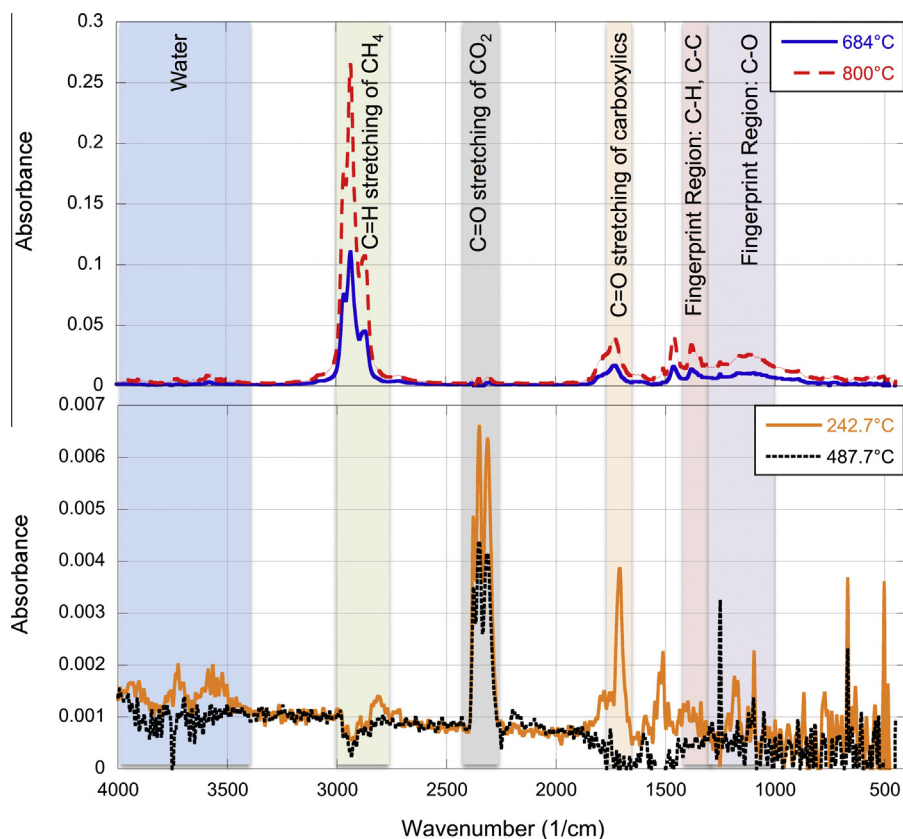 0.3
0.25
0.2
0.15
0.1
0.05
0
Absorbance
Water
C=H stretching of CH₄
C=O stretching of CO₂
C=O stretching of carboxylics
Fingerprint Region: C-H, C-C
Fingerprint Region: C-O
684°C
800°C
0.007
0.006
0.005
0.004
0.003
0.002
0.001
0
Absorbance
242.7°C
487.7°C
4000 3500 3000 2500 2000 1500 1000 500
Wavenumber (1/cm)